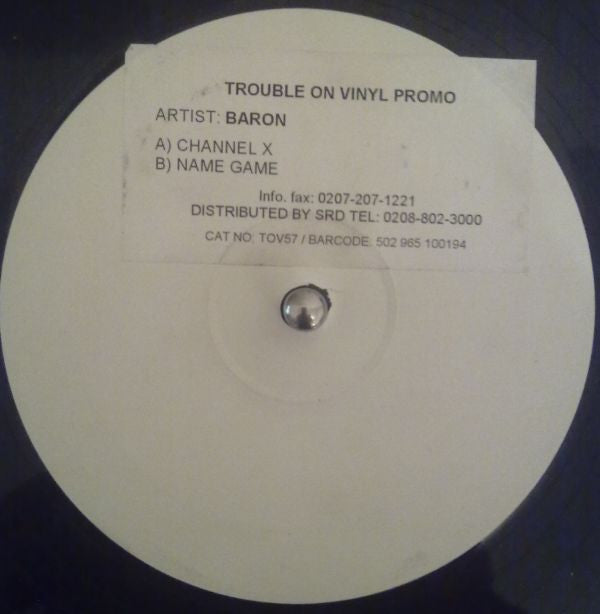 TROUBLE ON VINYL PROMO
ARTIST: BARON
A) CHANNEL X
B) NAME GAME
Info. fax: 0207-207-1221
DISTRIBUTED BY SRD TEL: 0208-802-3000
CAT NO: TOV57 / BARCODE: 502 965 100194